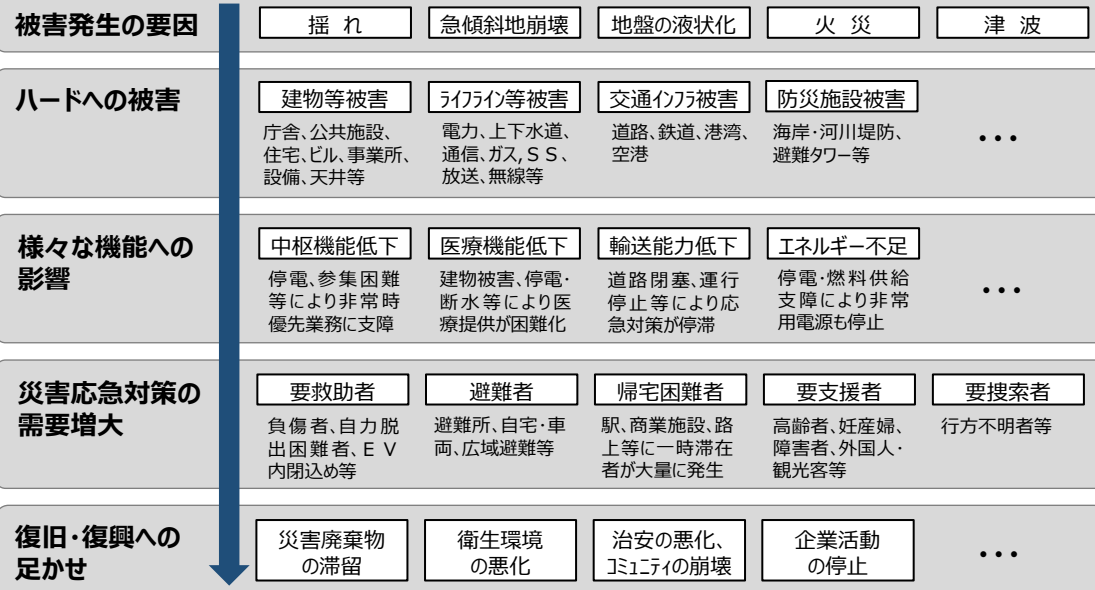 被害発生の要因
揺れ
急傾斜地崩壊
地盤の液状化
火災
津波
ハードへの被害
建物等被害
庁舎、公共施設、
住宅、ビル、事業所、
設備、天井等
ﾗｲﾌﾗｲﾝ等被害
電力、上下水道、
通信、ガス,ＳＳ、
放送、無線等
交通ｲﾝﾌﾗ被害
道路、鉄道、港湾、
空港
防災施設被害
海岸・河川堤防、
避難タワー等
・・・
様々な機能への
影響
中枢機能低下
停電、参集困難
等により非常時
優先業務に支障
医療機能低下
建物被害、停電・
断水等により医
療提供が困難化
輸送能力低下
道路閉塞、運行
停止等により応
急対策が停滞
エネルギー不足
停電・燃料供給
支障により非常
用電源も停止
・・・
災害応急対策の
需要増大
要救助者
負傷者、自力脱
出困難者、ＥＶ
内閉込め等
避難者
避難所、自宅・車
両、広域避難等
帰宅困難者
駅、商業施設、路
上等に一時滞在
者が大量に発生
要支援者
高齢者、妊産婦、
障害者、外国人・
観光客等
要捜索者
行方不明者等
復旧・復興への
足かせ
災害廃棄物
の滞留
衛生環境
の悪化
治安の悪化、
ｺﾐｭﾆﾃｨの崩壊
企業活動
の停止
・・・